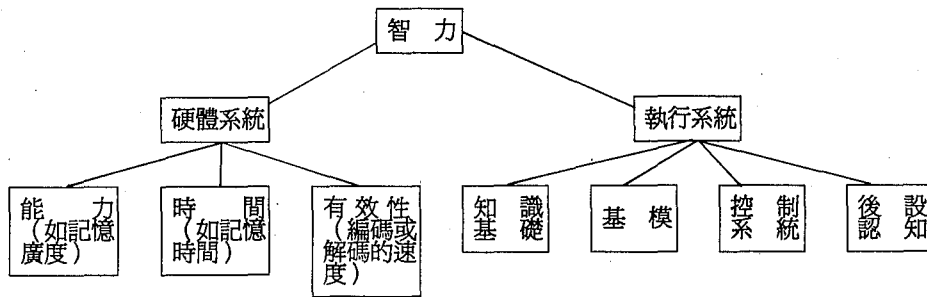 智 力
硬體系統
執行系統
能 力
(如記憶
廣度)
時 間
(如記憶
時間)
有效性
(編碼或
解碼的速
度)
知 識
基 礎
基 模
控 制
系 統
後 設
認 知